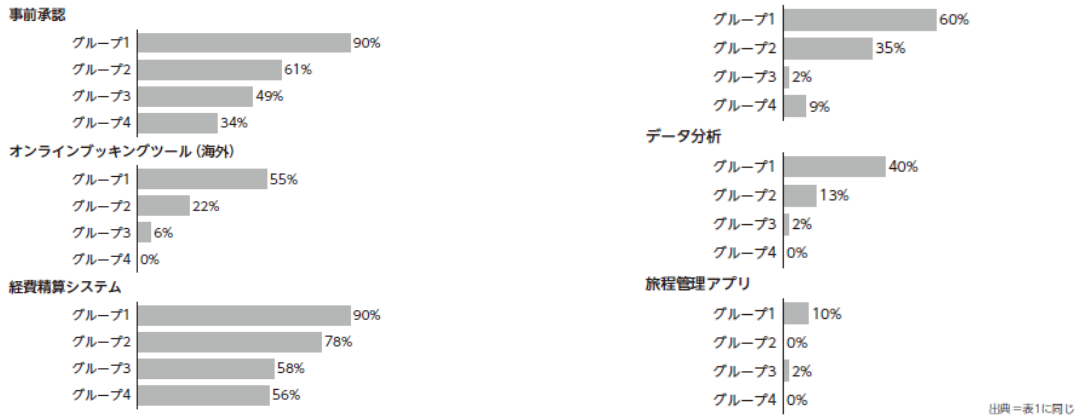 事前承認
グループ1 90%
グループ2 61%
グループ3 49%
グループ4 34%
オンラインブッキングツール(海外)
グループ1 55%
グループ2 22%
グループ3 6%
グループ4 0%
経費精算システム
グループ1 90%
グループ2 78%
グループ3 58%
グループ4 56%
グループ1 60%
グループ2 35%
グループ3 2%
グループ4 9%
データ分析
グループ1 40%
グループ2 13%
グループ3 2%
グループ4 0%
旅程管理アプリ
グループ1 10%
グループ2 0%
グループ3 2%
グループ4 0%
出典=表1に同じ